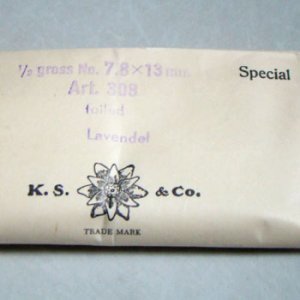 ½ gross No. 7,8×13 mm
Special
Art. 308
foiled
Lavendel
K. S. & Co.
TRADE MARK